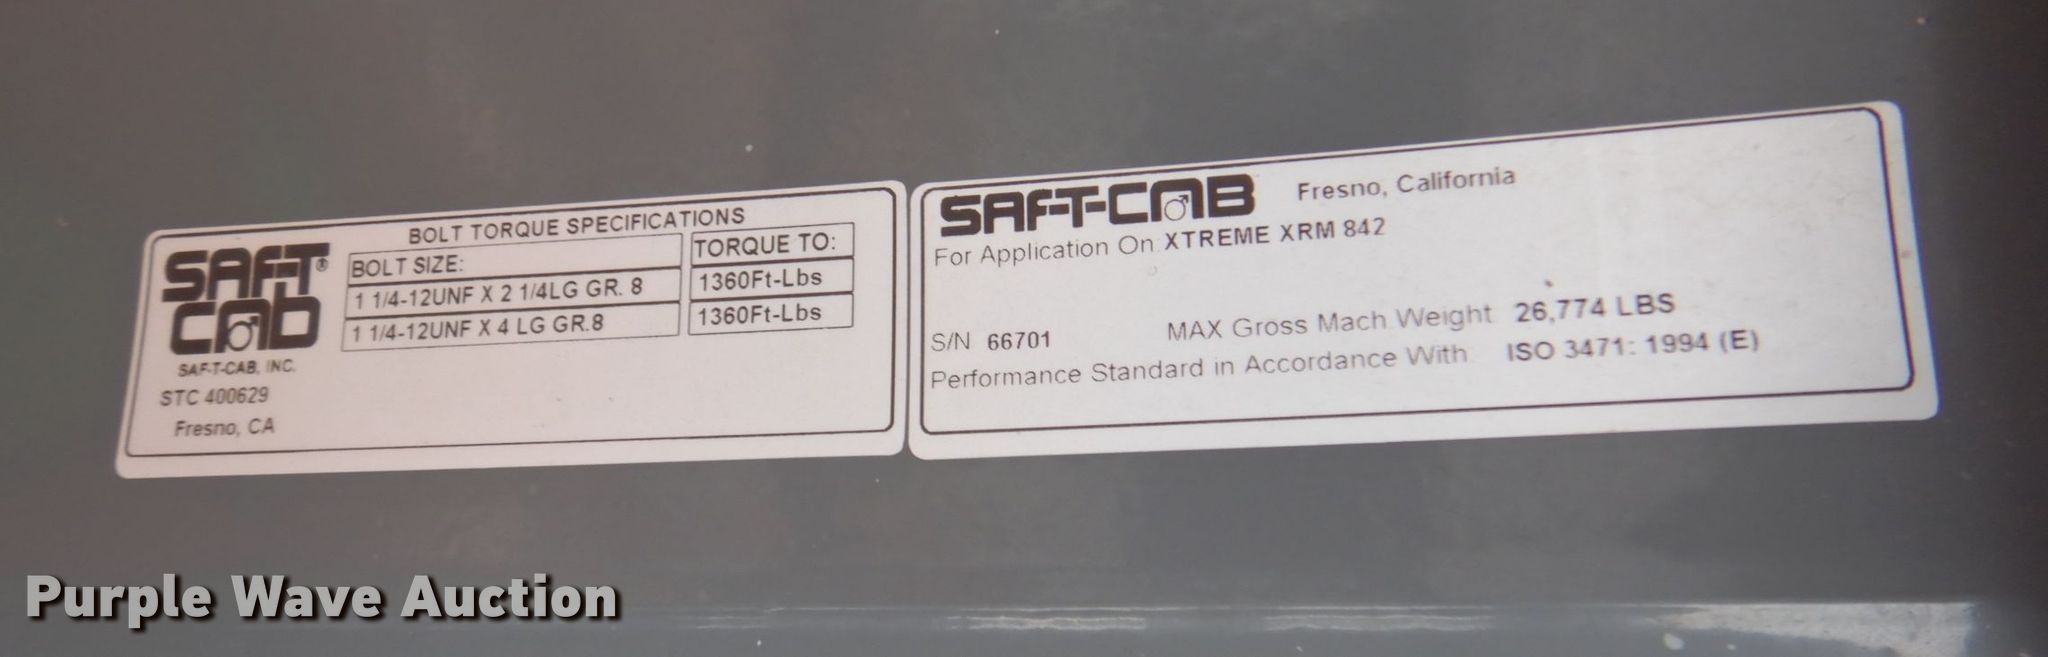 SAF-T®
CAB
SAF-T-CAB, INC.
STC 400629
Fresno, CA
BOLT TORQUE SPECIFICATIONS
BOLT SIZE: TORQUE TO:
1 1/4-12UNF X 2 1/4LG GR. 8 1360Ft-Lbs
1 1/4-12UNF X 4 LG GR.8 1360Ft-Lbs
SAF-T-CAB Fresno, California
For Application On XTREME XRM 842
S/N 66701 MAX Gross Mach Weight 26,774 LBS
Performance Standard in Accordance With ISO 3471: 1994 (E)
Purple Wave Auction